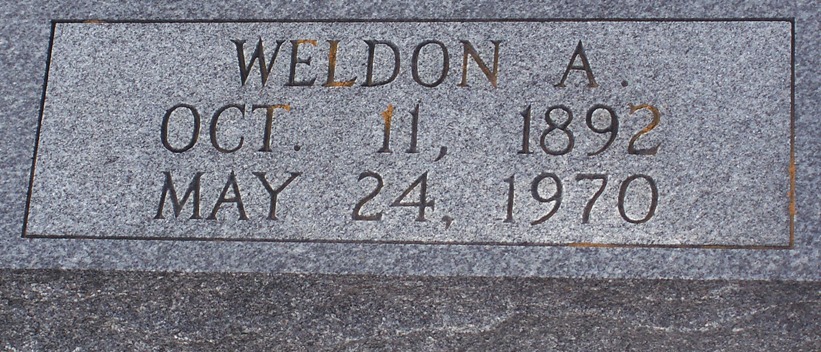 WELDON A.
OCT. 11, 1892
MAY 24, 1970